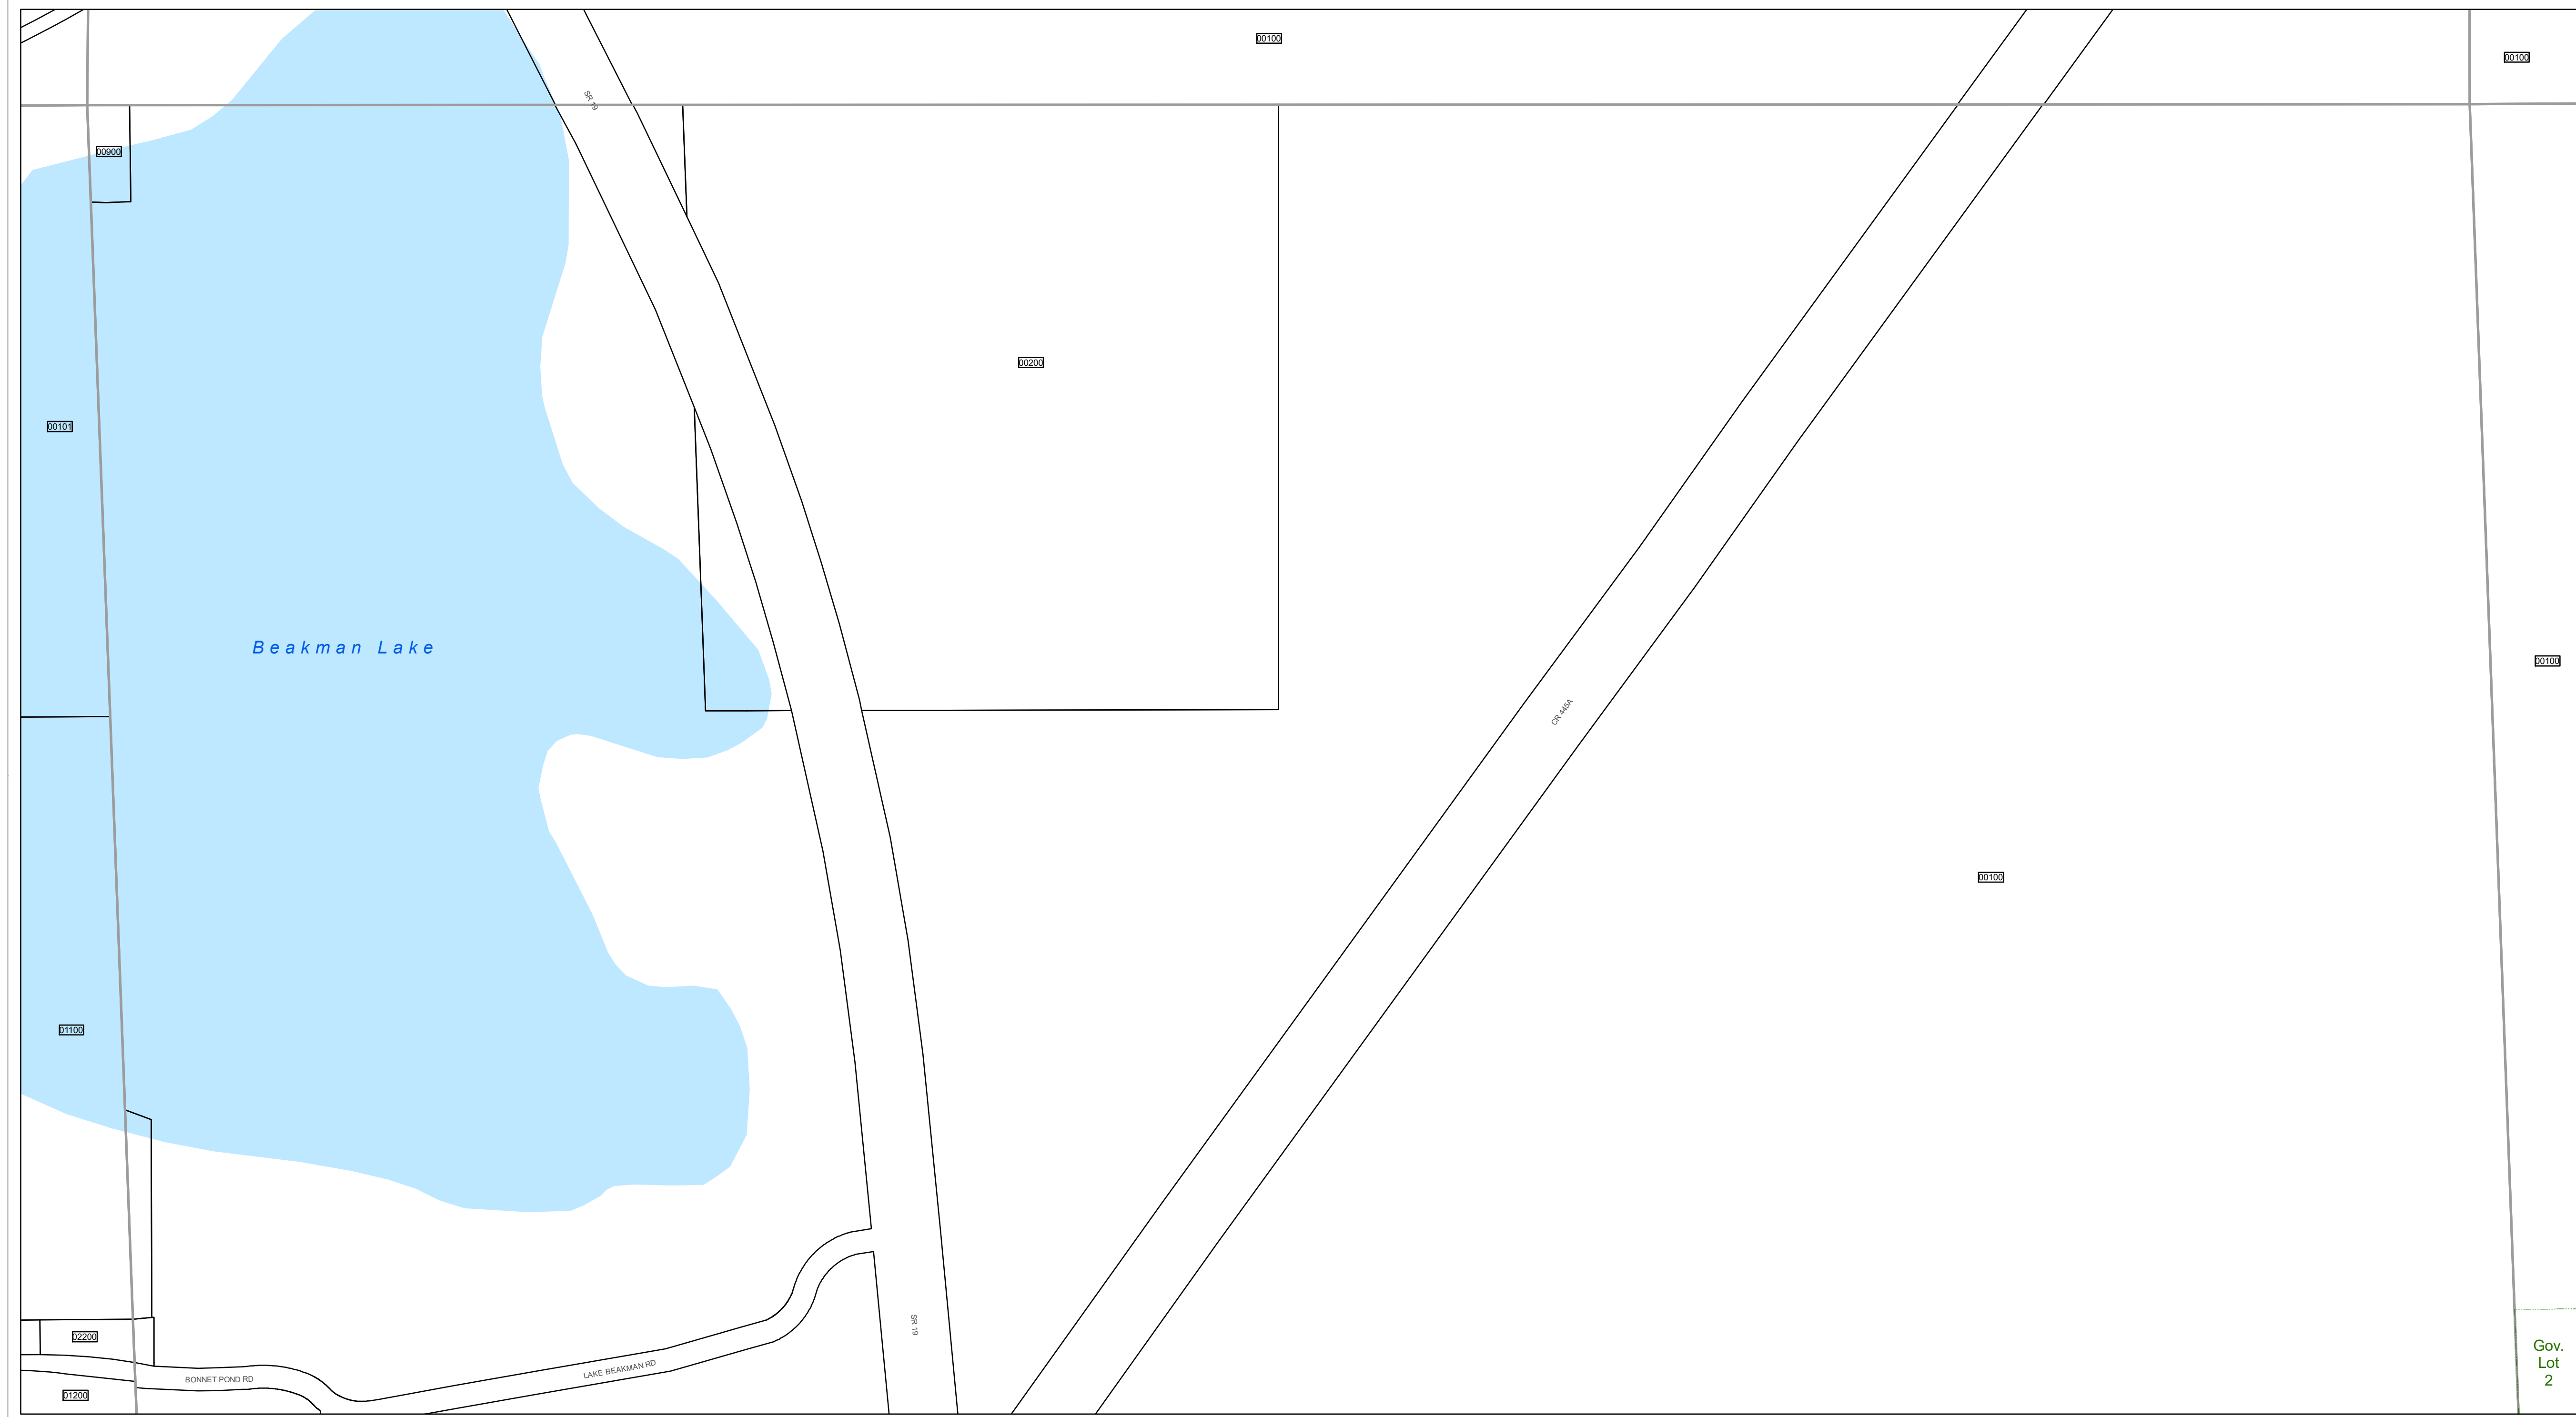 00100
00100
SR 19
00900
00200
00101
Beakman Lake
00100
CR 445A
00100
01100
SR 19
02200
Gov.
Lot
2
LAKE BEAKMAN RD
BONNET POND RD
01200